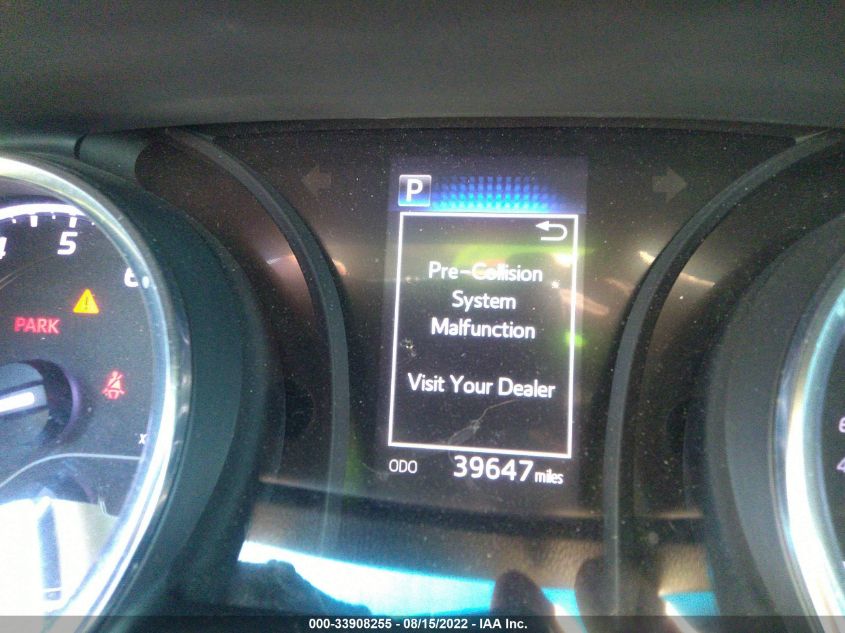 P
Pre-Collision
System
Malfunction
Visit Your Dealer
ODO 39647 miles
5
6
PARK
000-33908255 - 08/15/2022 - IAA Inc.